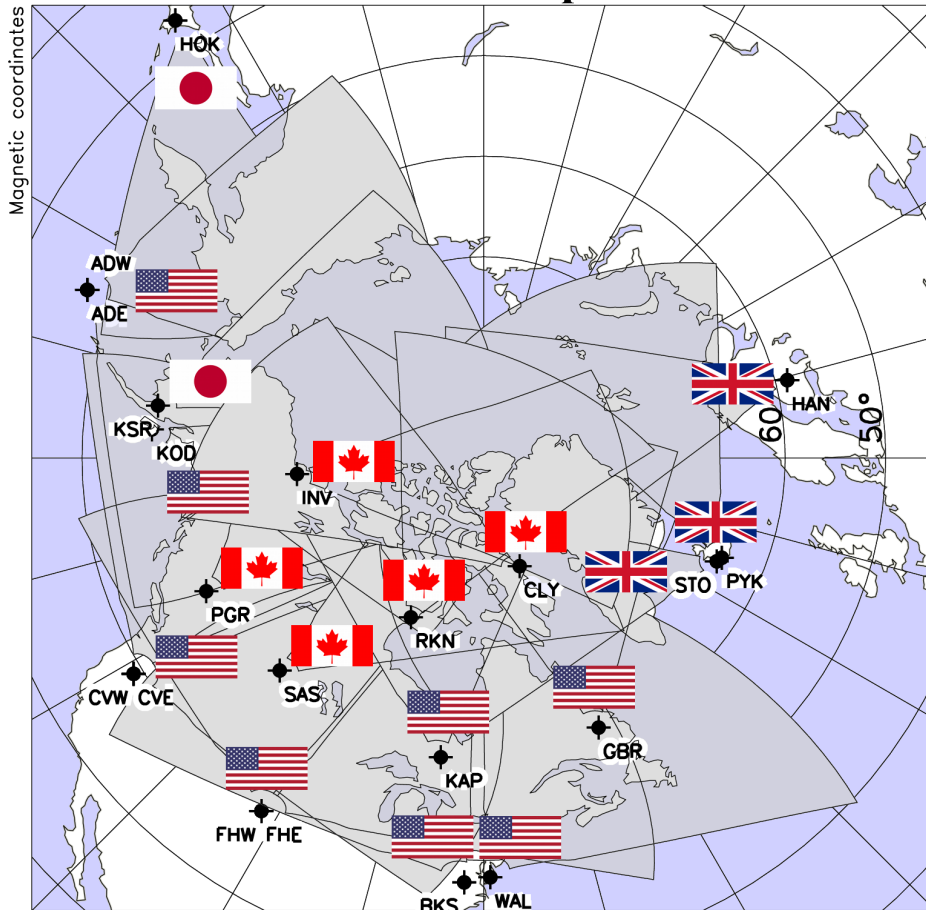 HOK
Magnetic coordinates
ADW
ADE
KSR
KOD
HAN
60
50°
INV
CLY
STO
PYK
PGR
RKN
SAS
CVW CVE
GBR
KAP
FHW FHE
BKS
WAL